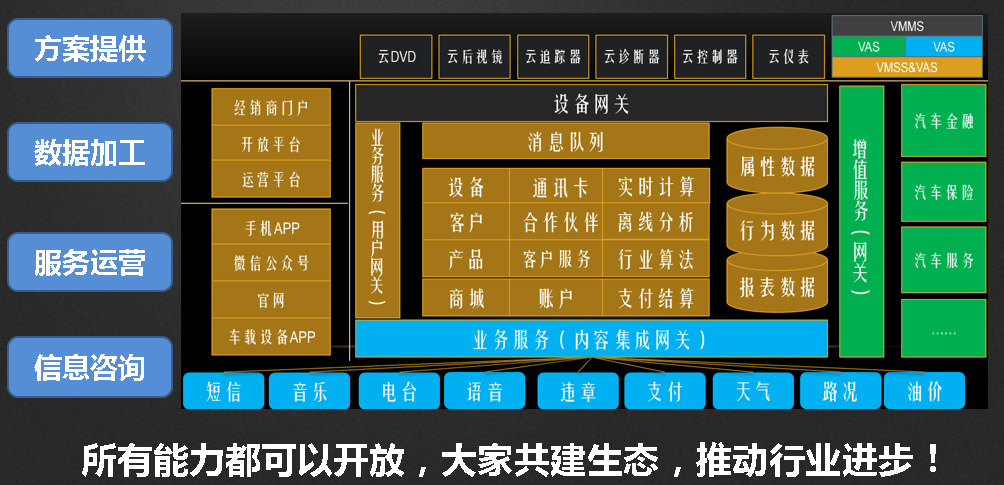 方案提供
数据加工
服务运营
信息咨询
云DVD
云后视镜
云追踪器
云诊断器
云控制器
云仪表
VMMS
VAS
VAS
VMSS&VAS
经销商门户
开放平台
运营平台
手机APP
微信公众号
官网
车载设备APP
设备网关
业务服务(用户网关)
消息队列
设备
通讯卡
实时计算
客户
合作伙伴
离线分析
产品
客户服务
行业算法
商城
账户
支付结算
属性数据
行为数据
报表数据
业务服务(内容集成网关)
增值服务(网关)
汽车金融
汽车保险
汽车服务
......
短信
音乐
电台
语音
违章
支付
天气
路况
油价
所有能力都可以开放，大家共建生态，推动行业进步！